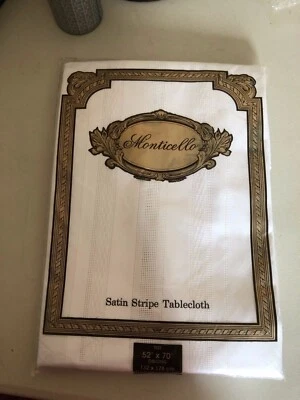 Monticello
Satin Stripe Tablecloth
52" x 70"